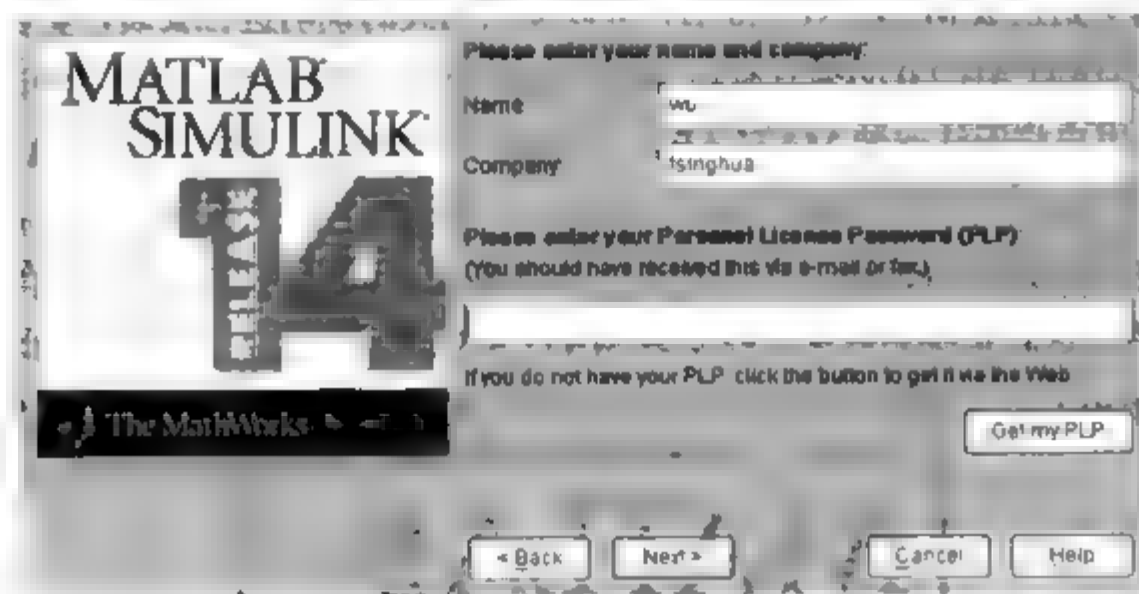 MATLAB
SIMULINK
RELEASE
14
The MathWorks
Please enter your name and company:
Name
wu
Company
tsinghua
Please enter your Personal License Password (PLP)
(You should have received this via e-mail or fax.)
If you do not have your PLP click the button to get it via the Web
Get my PLP
< Back
Next >
Cancel
Help